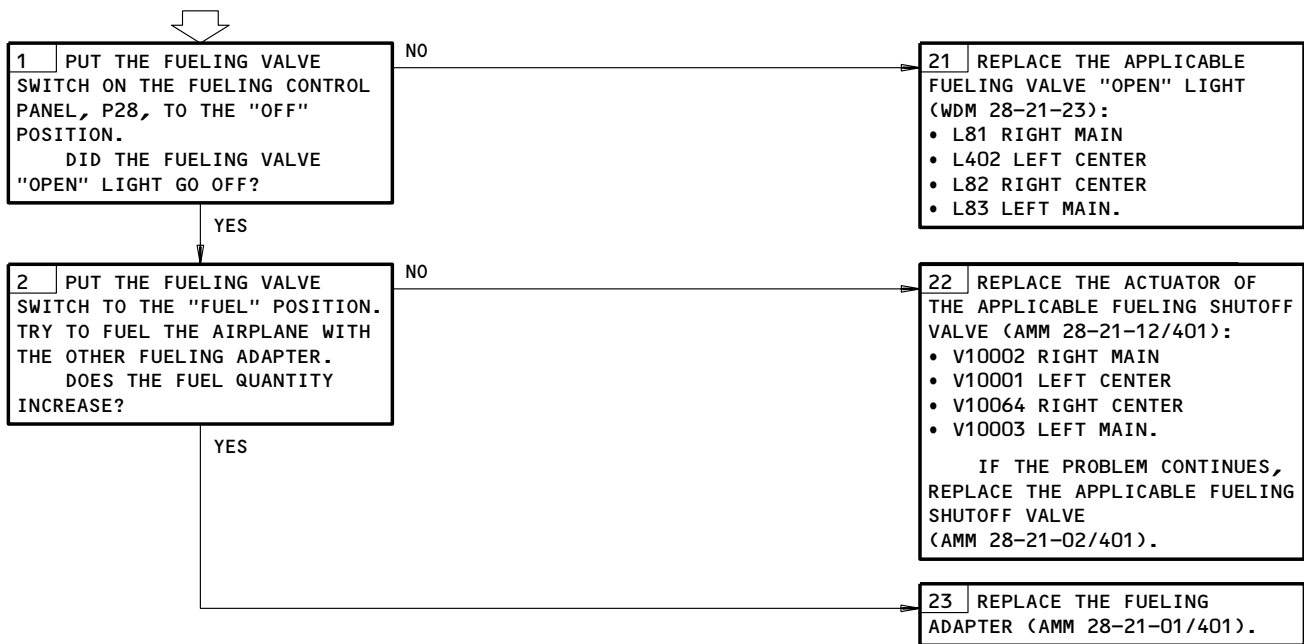 1 PUT THE FUELING VALVE
SWITCH ON THE FUELING CONTROL
PANEL, P28, TO THE "OFF"
POSITION.
DID THE FUELING VALVE
"OPEN" LIGHT GO OFF?
NO
YES
21 REPLACE THE APPLICABLE
FUELING VALVE "OPEN" LIGHT
(WDM 28-21-23):
• L81 RIGHT MAIN
• L402 LEFT CENTER
• L82 RIGHT CENTER
• L83 LEFT MAIN.
2 PUT THE FUELING VALVE
SWITCH TO THE "FUEL" POSITION.
TRY TO FUEL THE AIRPLANE WITH
THE OTHER FUELING ADAPTER.
DOES THE FUEL QUANTITY
INCREASE?
NO
YES
22 REPLACE THE ACTUATOR OF
THE APPLICABLE FUELING SHUTOFF
VALVE (AMM 28-21-12/401):
• V10002 RIGHT MAIN
• V10001 LEFT CENTER
• V10064 RIGHT CENTER
• V10003 LEFT MAIN.
IF THE PROBLEM CONTINUES,
REPLACE THE APPLICABLE FUELING
SHUTOFF VALVE
(AMM 28-21-02/401).
23 REPLACE THE FUELING
ADAPTER (AMM 28-21-01/401).